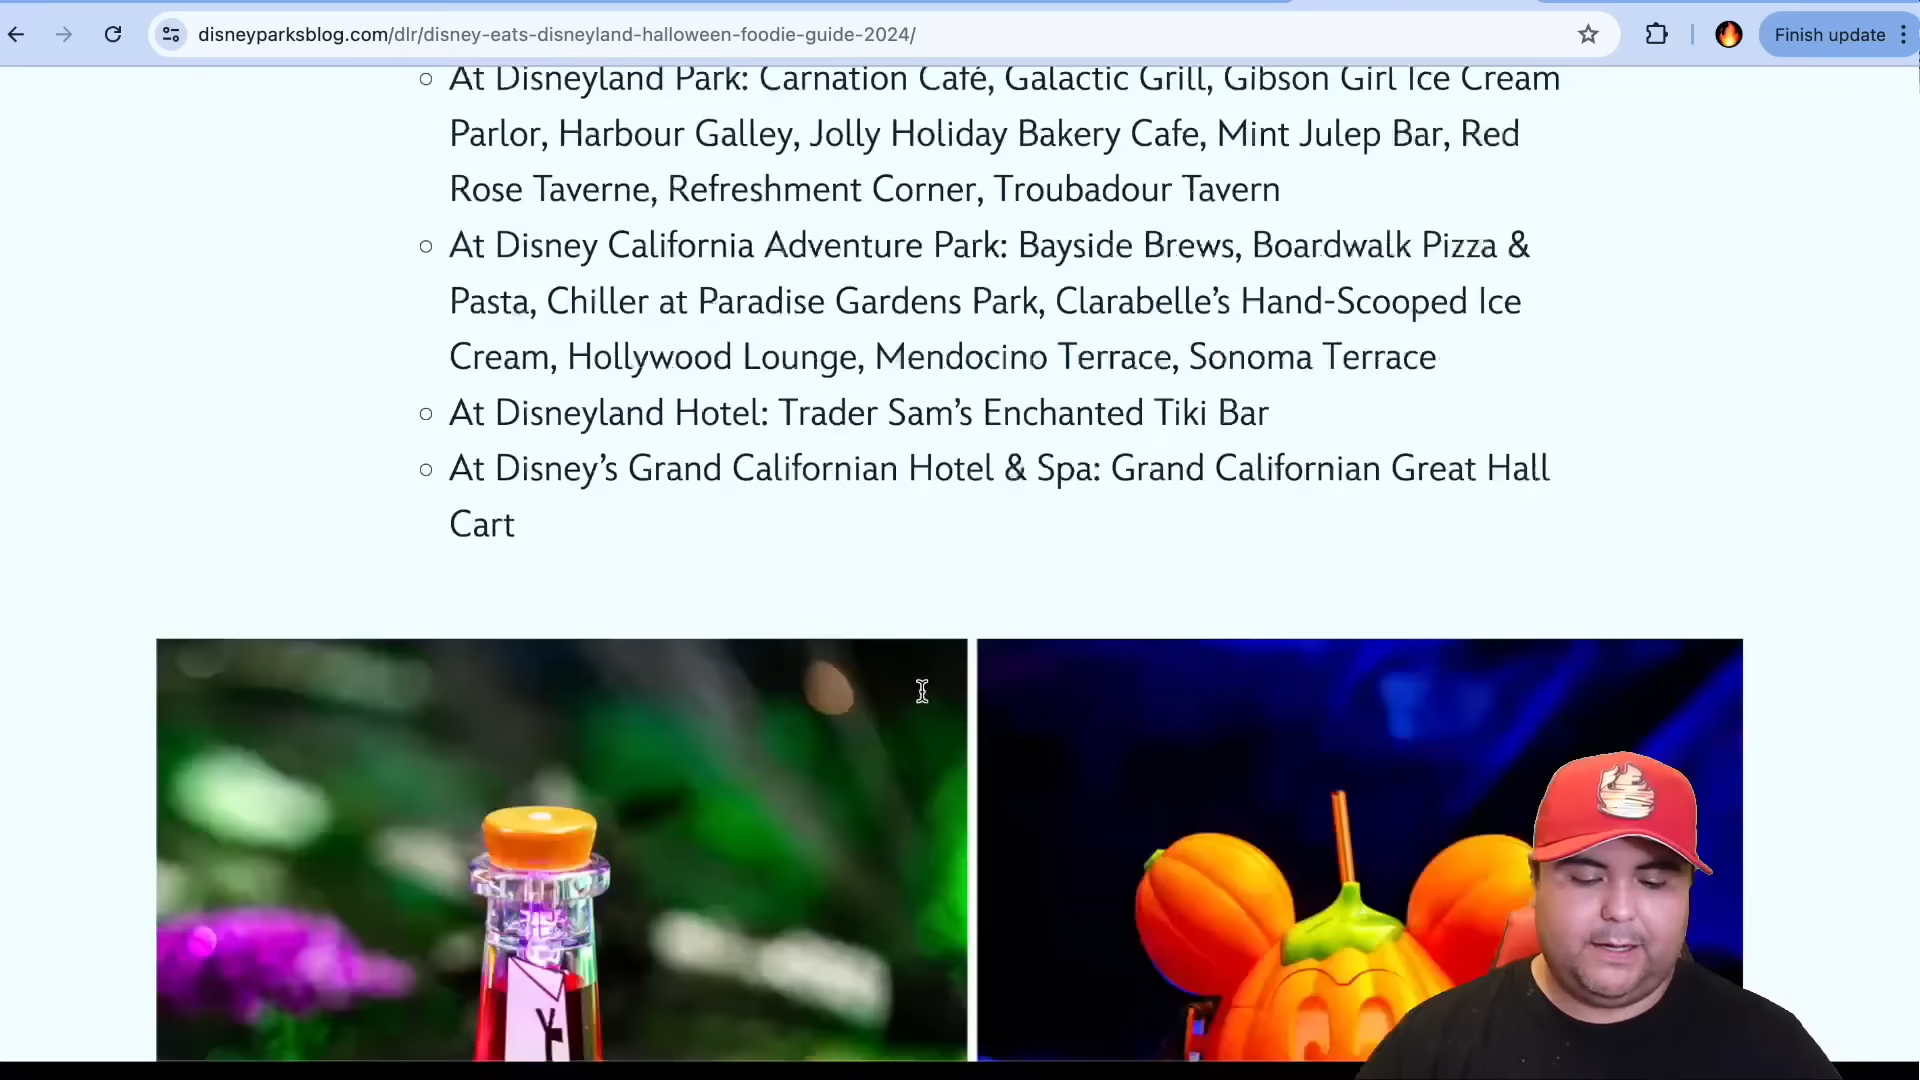 disneyparksblog.com/dlr/disney-eats-disneyland-halloween-foodie-guide-2024/
Finish update
At Disneyland Park: Carnation Café, Galactic Grill, Gibson Girl Ice Cream
Parlor, Harbour Galley, Jolly Holiday Bakery Cafe, Mint Julep Bar, Red
Rose Taverne, Refreshment Corner, Troubadour Tavern
At Disney California Adventure Park: Bayside Brews, Boardwalk Pizza &
Pasta, Chiller at Paradise Gardens Park, Clarabelle’s Hand-Scooped Ice
Cream, Hollywood Lounge, Mendocino Terrace, Sonoma Terrace
At Disneyland Hotel: Trader Sam’s Enchanted Tiki Bar
At Disney’s Grand Californian Hotel & Spa: Grand Californian Great Hall
Cart